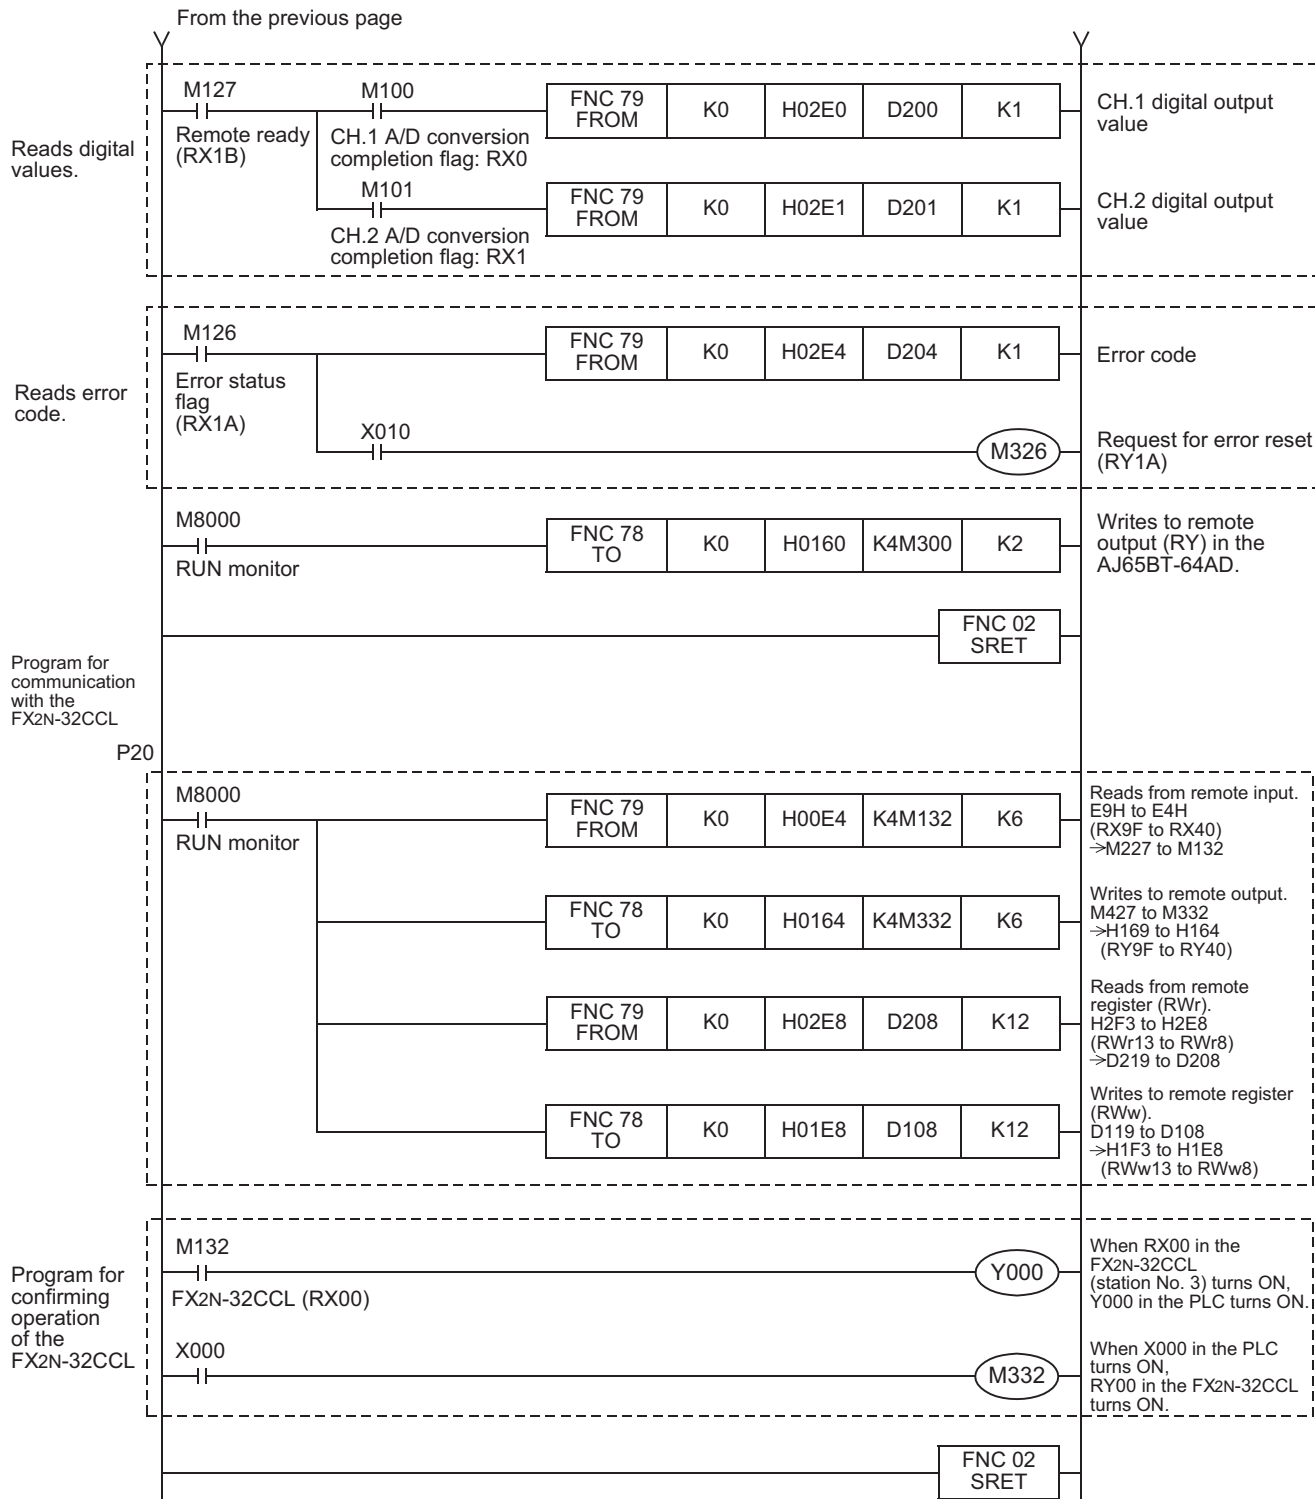 From the previous page
Reads digital
values.
M127
Remote ready
(RX1B)
M100
CH.1 A/D conversion
completion flag: RX0
FNC 79
FROM
K0
H02E0
D200
K1
CH.1 digital output
value
M101
CH.2 A/D conversion
completion flag: RX1
FNC 79
FROM
K0
H02E1
D201
K1
CH.2 digital output
value
Reads error
code.
M126
Error status
flag
(RX1A)
FNC 79
FROM
K0
H02E4
D204
K1
Error code
X010
M326
Request for error reset
(RY1A)
M8000
RUN monitor
FNC 78
TO
K0
H0160
K4M300
K2
Writes to remote
output (RY) in the
AJ65BT-64AD.
FNC 02
SRET
Program for
communication
with the
FX2N-32CCL
P20
M8000
RUN monitor
FNC 79
FROM
K0
H00E4
K4M132
K6
Reads from remote input.
E9H to E4H
(RX9F to RX40)
→M227 to M132
FNC 78
TO
K0
H0164
K4M332
K6
Writes to remote output.
M427 to M332
→H169 to H164
(RY9F to RY40)
FNC 79
FROM
K0
H02E8
D208
K12
Reads from remote
register (RWr).
H2F3 to H2E8
(RWr13 to RWr8)
→D219 to D208
FNC 78
TO
K0
H01E8
D108
K12
Writes to remote register
(RWw).
D119 to D108
→H1F3 to H1E8
(RWw13 to RWw8)
Program for
confirming
operation
of the
FX2N-32CCL
M132
FX2N-32CCL (RX00)
Y000
When RX00 in the
FX2N-32CCL
(station No. 3) turns ON,
Y000 in the PLC turns ON.
X000
M332
When X000 in the PLC
turns ON,
RY00 in the FX2N-32CCL
turns ON.
FNC 02
SRET